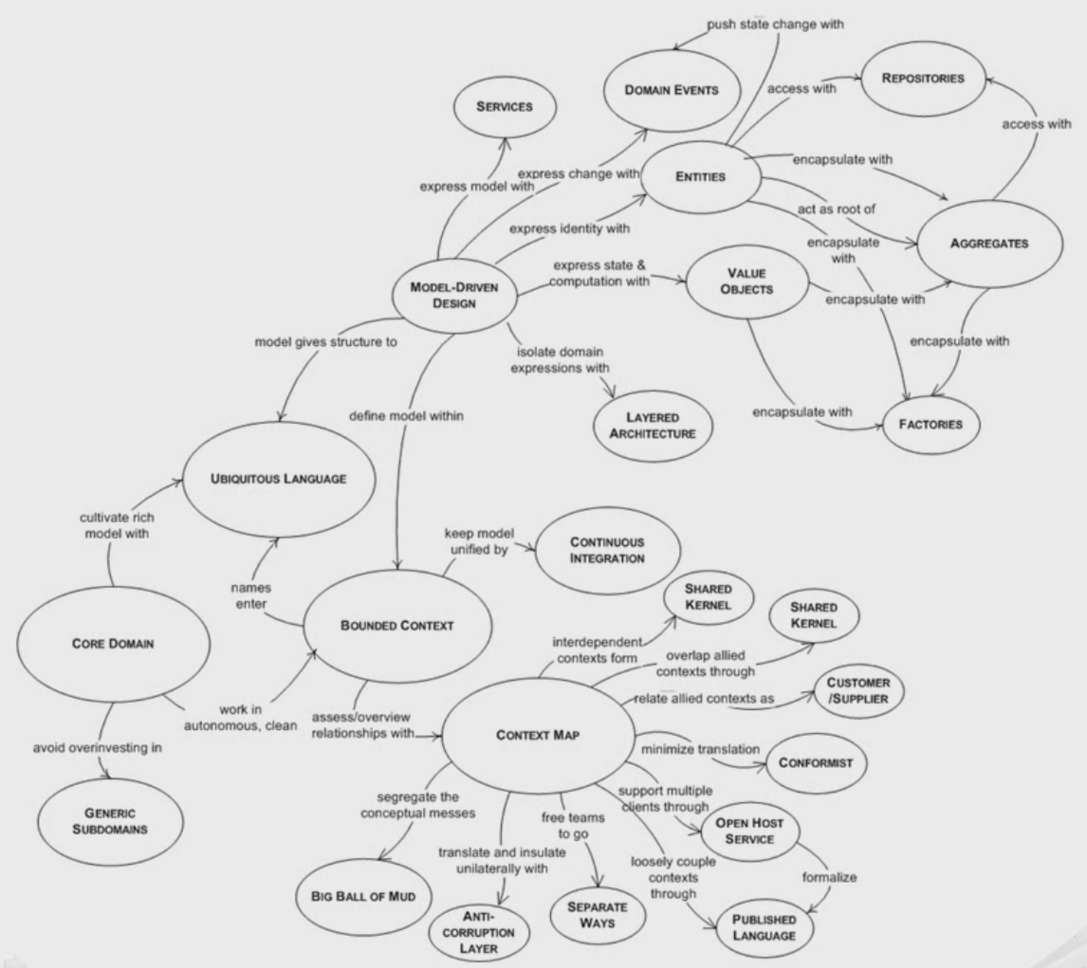 push state change with
DOMAIN EVENTS
REPOSITORIES
SERVICES
access with
access with
express change with
ENTITIES
encapsulate with
express model with
act as root of
express identity with
encapsulate
with
AGGREGATES
MODEL-DRIVEN
DESIGN
express state &
computation with
VALUE
OBJECTS
encapsulate with
model gives structure to
isolate domain
expressions with
encapsulate with
define model within
LAYERED
ARCHITECTURE
encapsulate with
FACTORIES
UBIQUITOUS LANGUAGE
cultivate rich
model with
keep model
unified by
CONTINUOUS
INTEGRATION
names
enter
CORE DOMAIN
BOUNDED CONTEXT
SHARED
KERNEL
SHARED
KERNEL
interdependent
contexts form
overlap allied
contexts through
work in
autonomous, clean
assess/overview
relationships with
relate allied contexts as
CUSTOMER
/SUPPLIER
avoid overinvesting in
CONTEXT MAP
minimize translation
CONFORMIST
GENERIC
SUBDOMAINS
segregate the
conceptual messes
support multiple
clients through
free teams
to go
OPEN HOST
SERVICE
translate and insulate
unilaterally with
loosely couple
contexts
through
formalize
BIG BALL OF MUD
ANTI-
CORRUPTION
LAYER
SEPARATE
WAYS
PUBLISHED
LANGUAGE